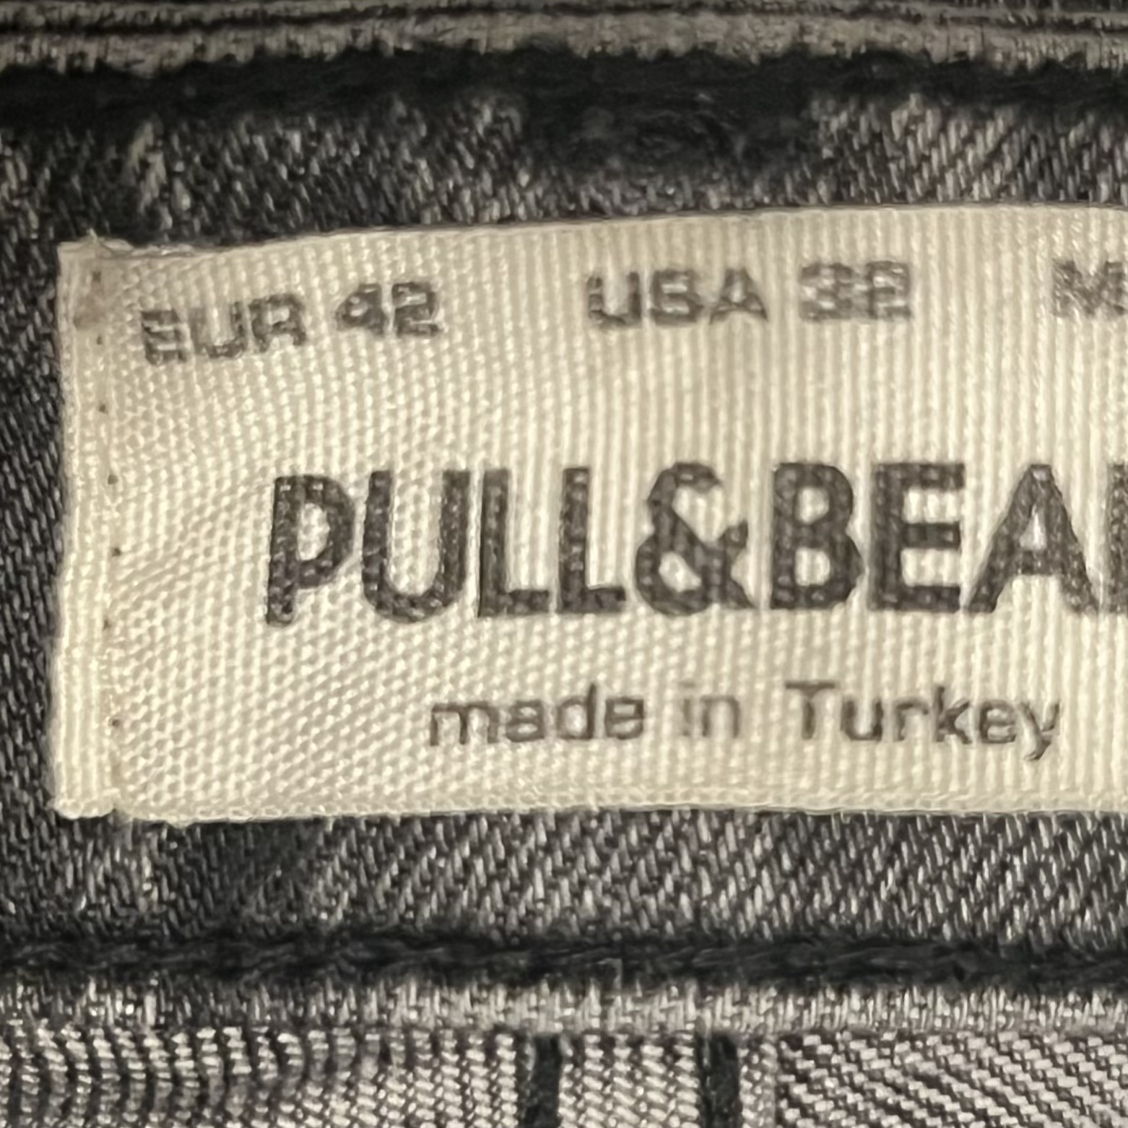 EUR 42 USA 32 M
PULL&BEA
made in Turkey